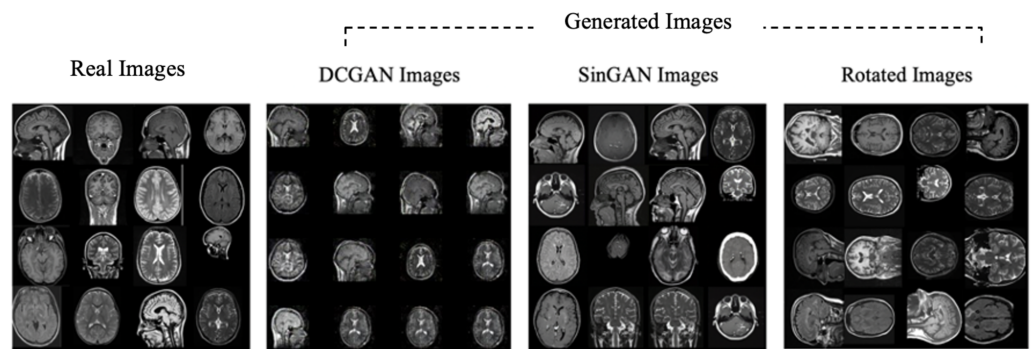 Generated Images
Real Images
DCGAN Images
SinGAN Images
Rotated Images